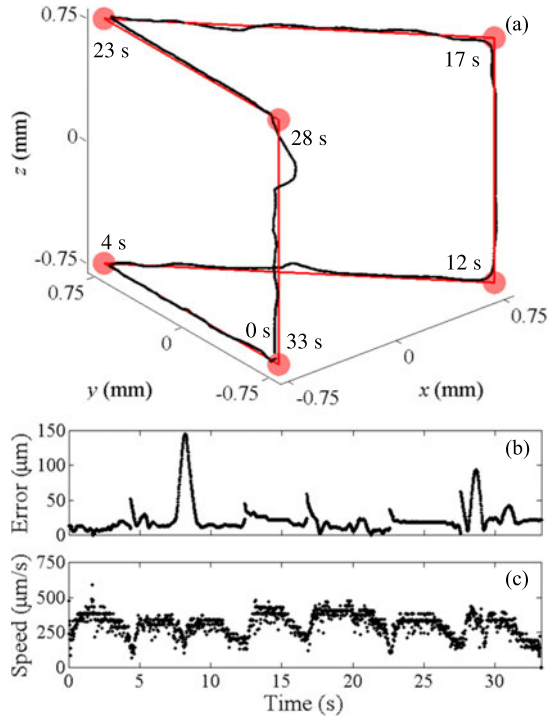 (a)
0.75
23 s
17 s
z (mm)
0
28 s
-0.75
4 s
12 s
0.75
0 s
33 s
0.75
0
0
y (mm)
-0.75
-0.75
x (mm)
150
(b)
Error (μm)
100
50
0
750
(c)
Speed (μm/s)
500
250
0
0 5 10 15 20 25 30
Time (s)